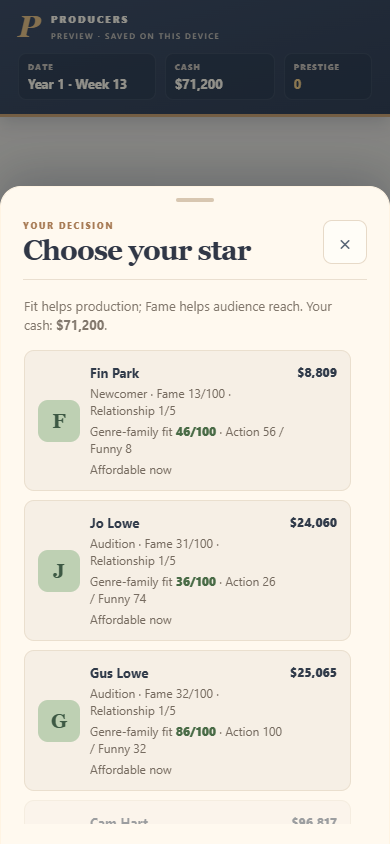 P PRODUCERS
PREVIEW · SAVED ON THIS DEVICE
DATE
Year 1 · Week 13
CASH
$71,200
PRESTIGE
0
YOUR DECISION
Choose your star
×
Fit helps production; Fame helps audience reach. Your
cash: $71,200.
F
Fin Park
$8,809
Newcomer · Fame 13/100 ·
Relationship 1/5
Genre-family fit 46/100 · Action 56 /
Funny 8
Affordable now
J
Jo Lowe
$24,060
Audition · Fame 31/100 ·
Relationship 1/5
Genre-family fit 36/100 · Action 26
/ Funny 74
Affordable now
G
Gus Lowe
$25,065
Audition · Fame 32/100 ·
Relationship 1/5
Genre-family fit 86/100 · Action 100
/ Funny 32
Affordable now
Cam Hart
$96,817